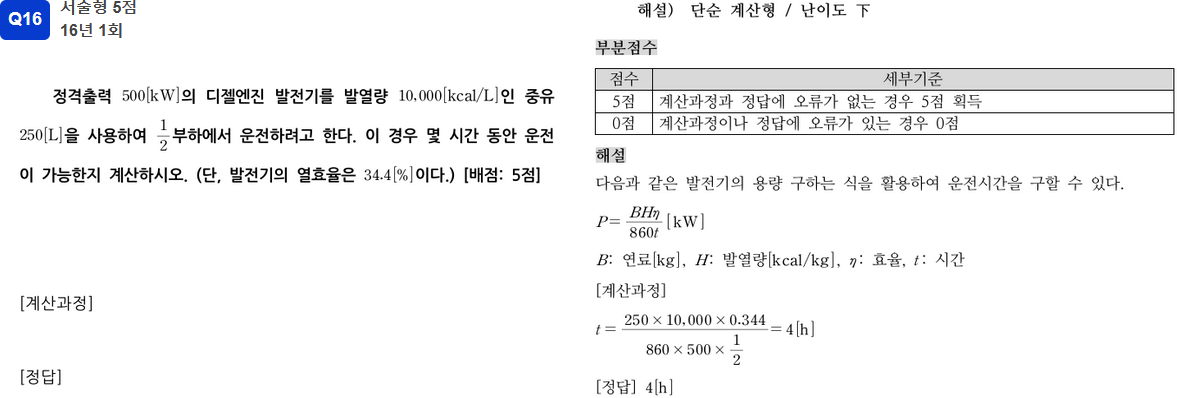 Q16
서술형 5점
16년 1회
정격출력 500[kW]의 디젤엔진 발전기를 발열량 10,000[kcal/L]인 중유
250[L]을 사용하여 1/2 부하에서 운전하려고 한다. 이 경우 몇 시간 동안 운전
이 가능한지 계산하시오. (단, 발전기의 열효율은 34.4[%]이다.) [배점: 5점]
[계산과정]
[정답]
해설) 단순 계산형 / 난이도 下
부분점수
점수 세부기준
5점 계산과정과 정답에 오류가 없는 경우 5점 획득
0점 계산과정이나 정답에 오류가 있는 경우 0점
해설
다음과 같은 발전기의 용량 구하는 식을 활용하여 운전시간을 구할 수 있다.
P = BHη / 860t [kW]
B: 연료[kg], H: 발열량[kcal/kg], η: 효율, t: 시간
[계산과정]
t = 250 × 10,000 × 0.344 / 860 × 500 × 1/2 = 4[h]
[정답] 4[h]